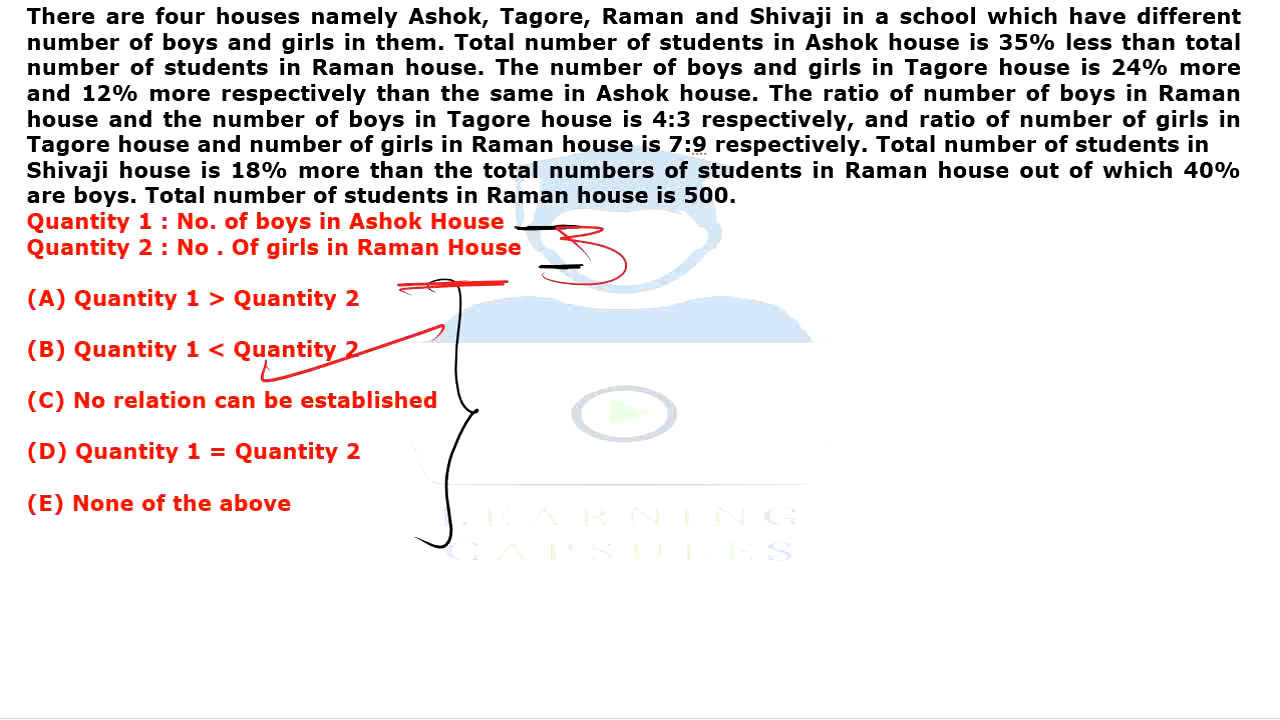 There are four houses namely Ashok, Tagore, Raman and Shivaji in a school which have different
number of boys and girls in them. Total number of students in Ashok house is 35% less than total
number of students in Raman house. The number of boys and girls in Tagore house is 24% more
and 12% more respectively than the same in Ashok house. The ratio of number of boys in Raman
house and the number of boys in Tagore house is 4:3 respectively, and ratio of number of girls in
Tagore house and number of girls in Raman house is 7:9 respectively. Total number of students in
Shivaji house is 18% more than the total numbers of students in Raman house out of which 40%
are boys. Total number of students in Raman house is 500.
Quantity 1 : No. of boys in Ashok House
Quantity 2 : No . Of girls in Raman House
(A) Quantity 1 > Quantity 2
(B) Quantity 1 < Quantity 2
(C) No relation can be established
(D) Quantity 1 = Quantity 2
(E) None of the above
LEARNING
CAPSULES